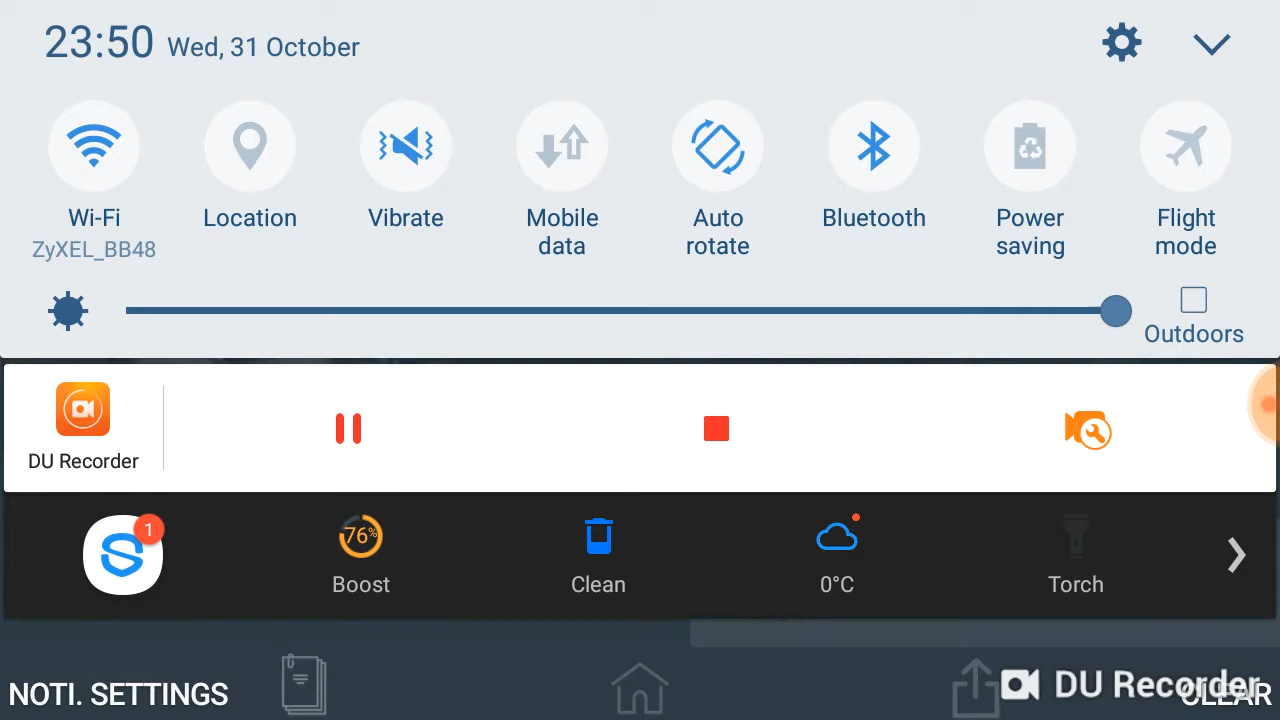 23:50 Wed, 31 October
Wi-Fi
ZyXEL_BB48
Location
Vibrate
Mobile
data
Auto
rotate
Bluetooth
Power
saving
Flight
mode
Outdoors
DU Recorder
1
76%
Boost
Clean
0°C
Torch
NOTI. SETTINGS
DU Recorder
CLEAR